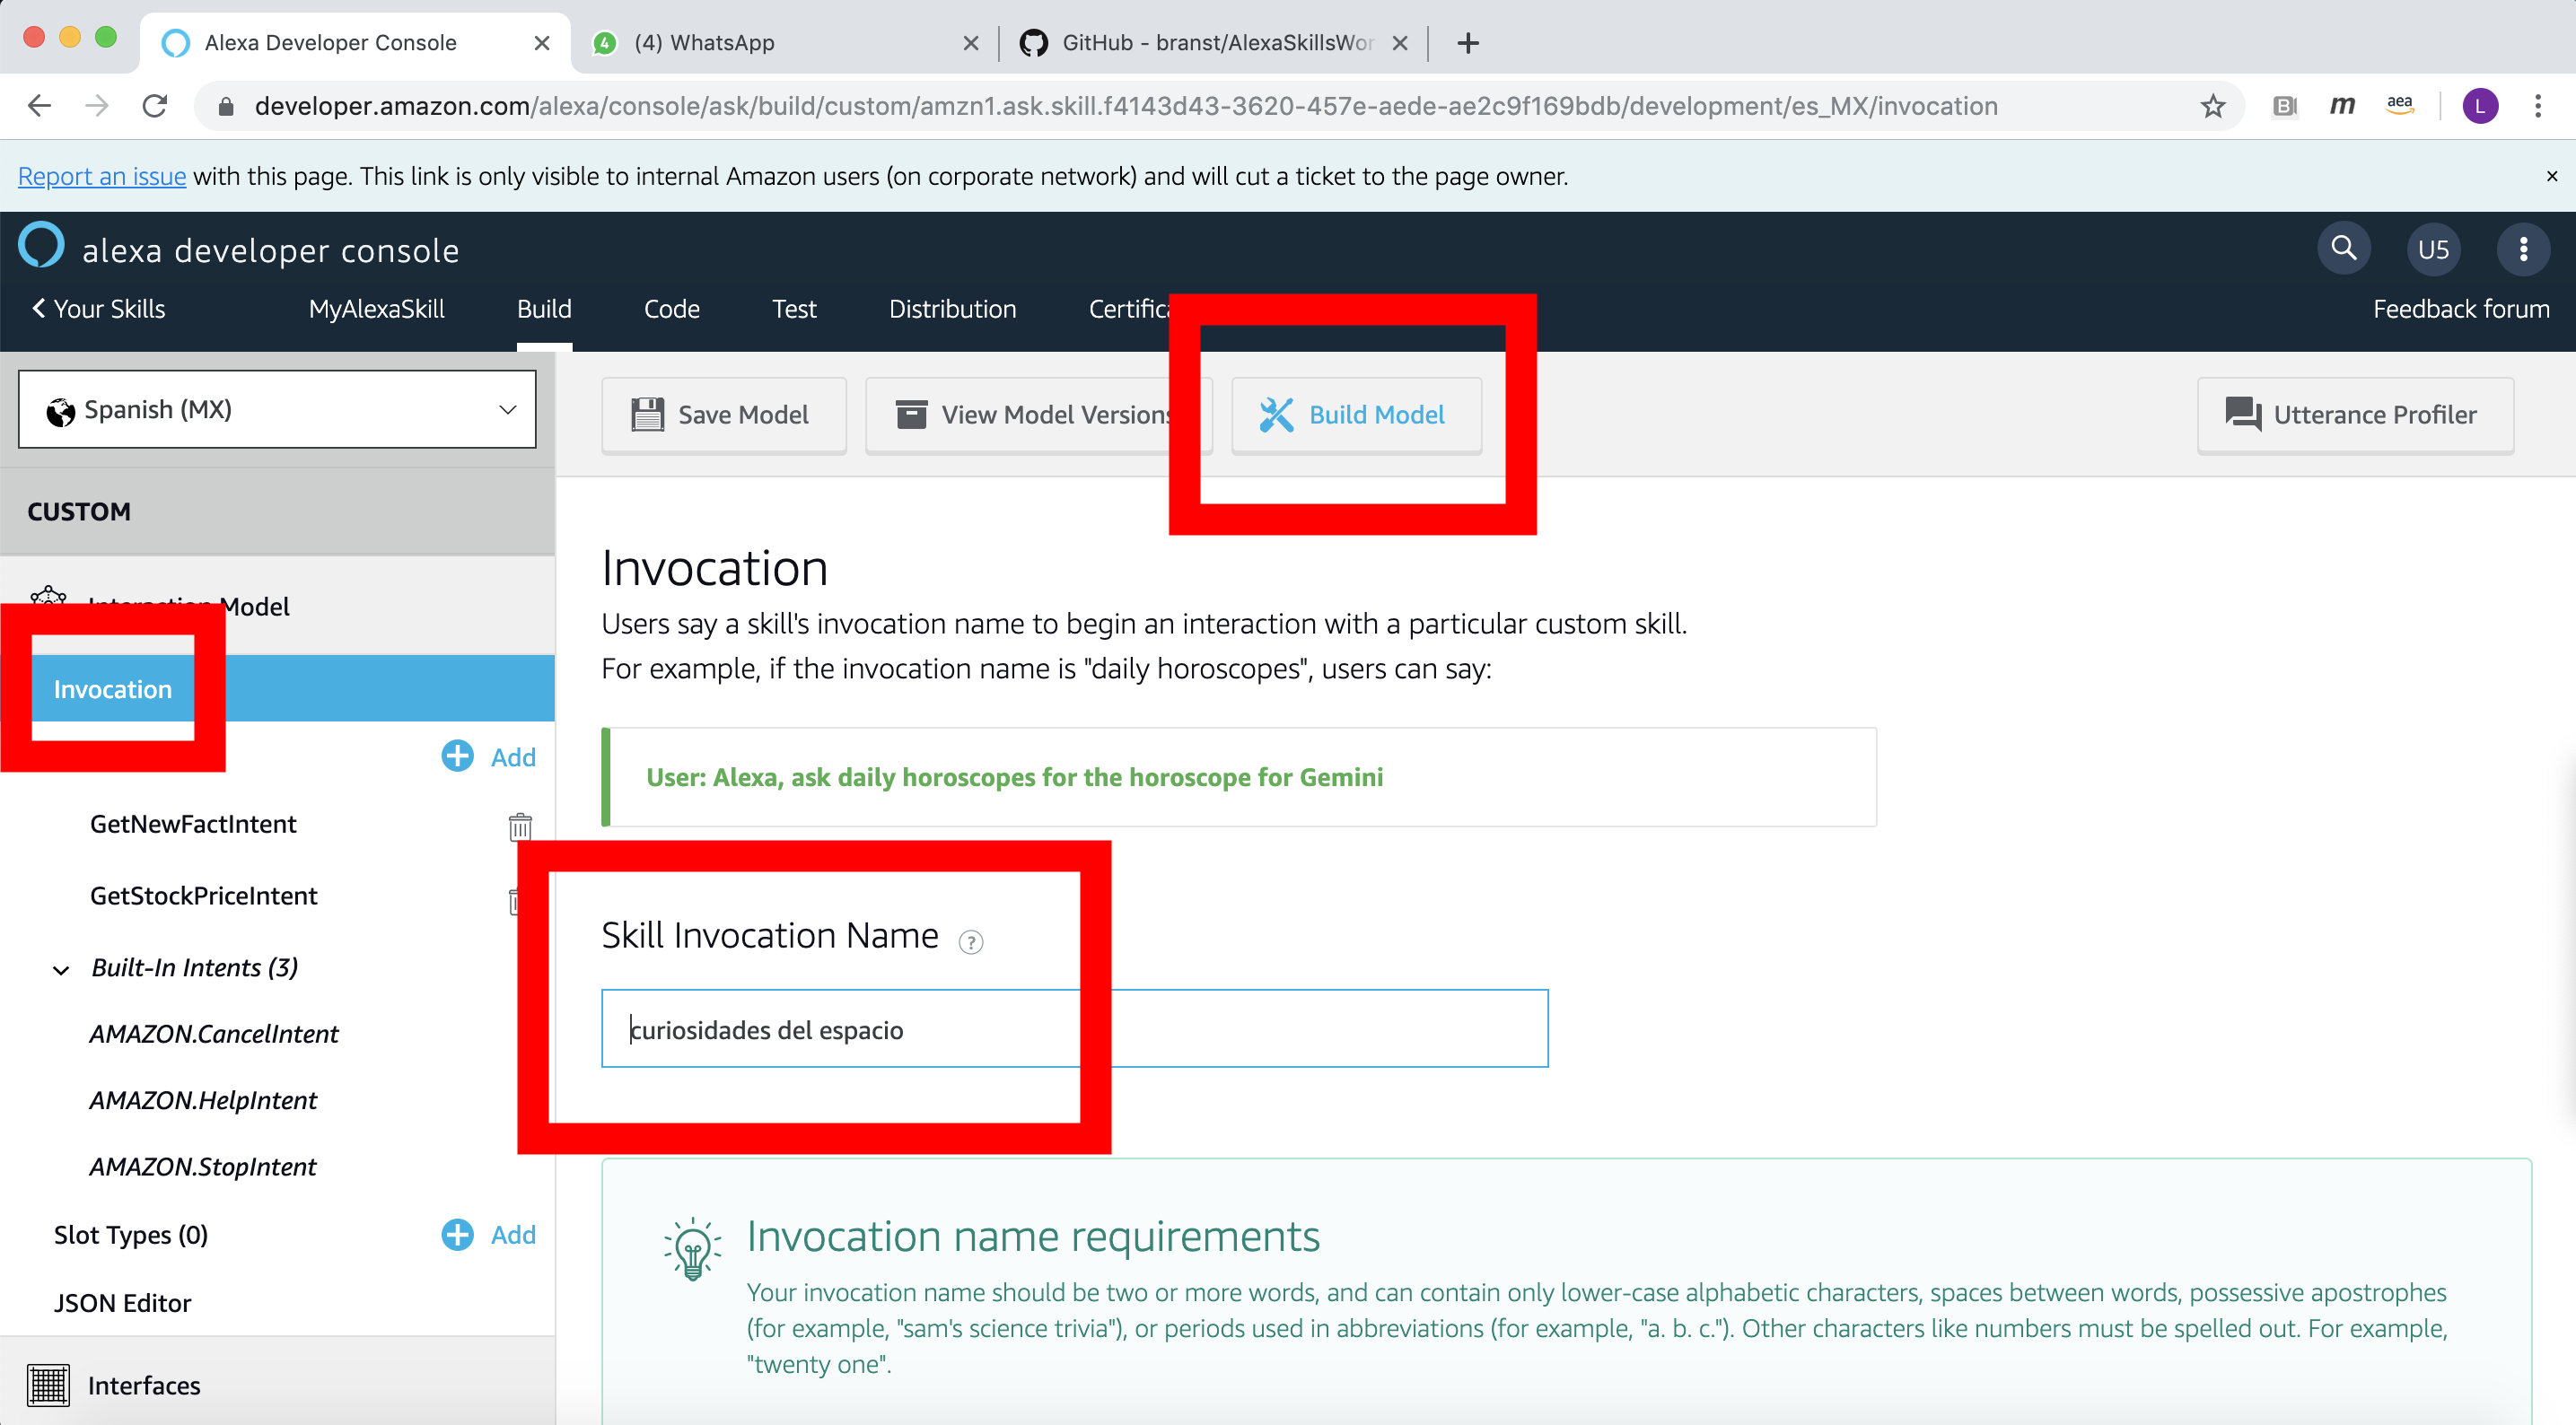 Alexa Developer Console
4
(4) WhatsApp
GitHub - branst/AlexaSkillsWor
developer.amazon.com/alexa/console/ask/build/custom/amzn1.ask.skill.f4143d43-3620-457e-aede-ae2c9f169bdb/development/es_MX/invocation
B
m
aea
L
Report an issue with this page. This link is only visible to internal Amazon users (on corporate network) and will cut a ticket to the page owner.
alexa developer console
U5
Your Skills
MyAlexaSkill
Build
Code
Test
Distribution
Certifica
Feedback forum
Spanish (MX)
Save Model
View Model Versions
Build Model
Utterance Profiler
CUSTOM
Interaction Model
Invocation
Add
GetNewFactIntent
GetStockPriceIntent
Built-In Intents (3)
AMAZON.CancelIntent
AMAZON.HelpIntent
AMAZON.StopIntent
Slot Types (0)
Add
JSON Editor
Interfaces
Invocation
Users say a skill's invocation name to begin an interaction with a particular custom skill.
For example, if the invocation name is "daily horoscopes", users can say:
User: Alexa, ask daily horoscopes for the horoscope for Gemini
Skill Invocation Name ?
curiosidades del espacio
Invocation name requirements
Your invocation name should be two or more words, and can contain only lower-case alphabetic characters, spaces between words, possessive apostrophes
(for example, "sam's science trivia"), or periods used in abbreviations (for example, "a. b. c."). Other characters like numbers must be spelled out. For example,
"twenty one".